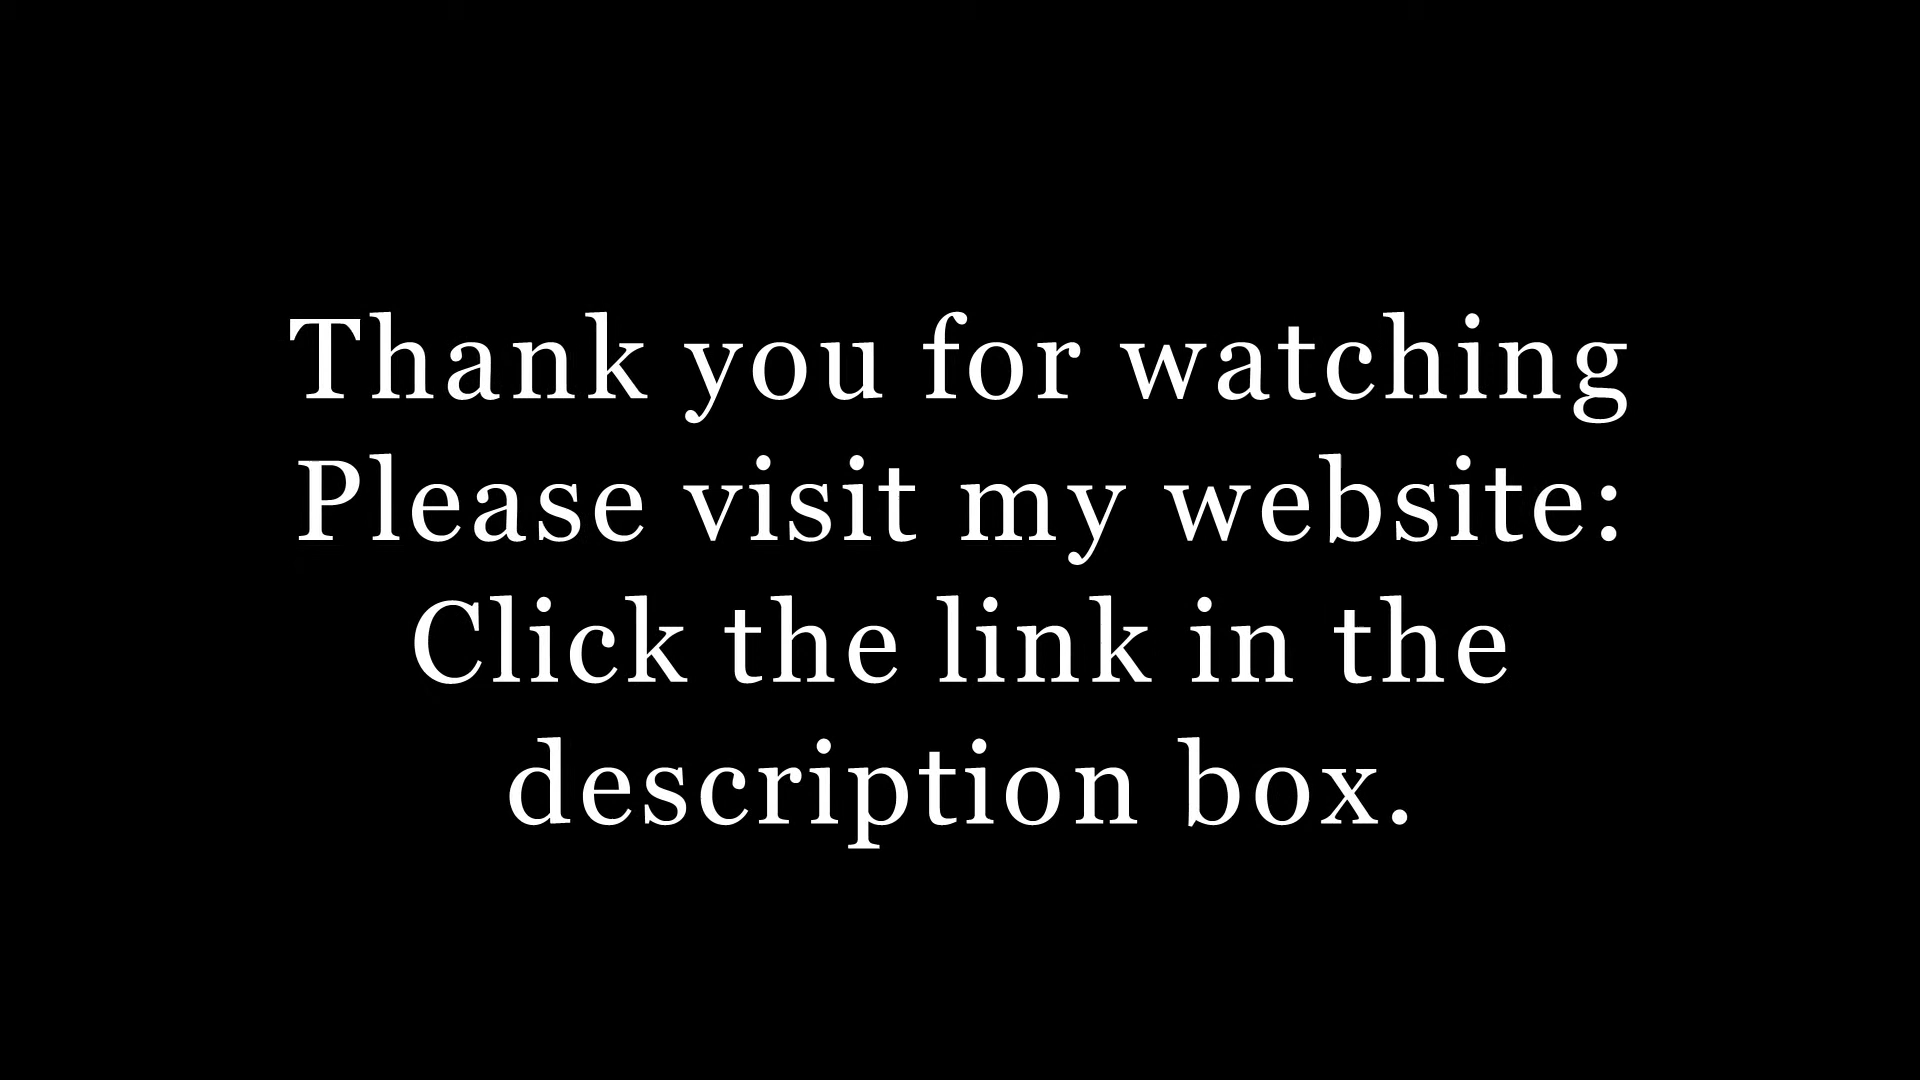 Thank you for watching
Please visit my website:
Click the link in the
description box.